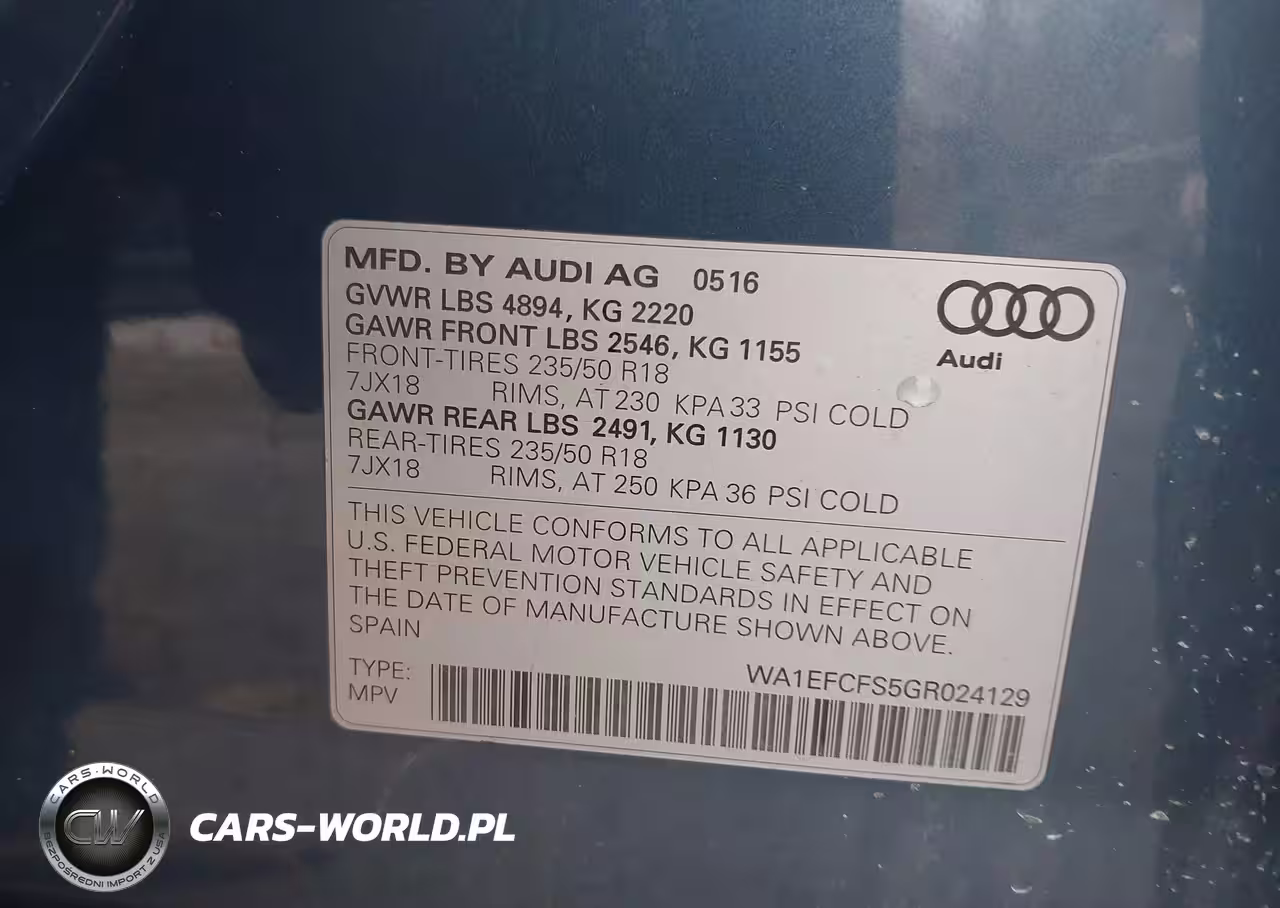 MFD. BY AUDI AG 0516
GVWR LBS 4894, KG 2220
GAWR FRONT LBS 2546, KG 1155
FRONT-TIRES 235/50 R18
7JX18 RIMS, AT 230 KPA 33 PSI COLD
GAWR REAR LBS 2491, KG 1130
REAR-TIRES 235/50 R18
7JX18 RIMS, AT 250 KPA 36 PSI COLD
Audi
THIS VEHICLE CONFORMS TO ALL APPLICABLE
U.S. FEDERAL MOTOR VEHICLE SAFETY AND
THEFT PREVENTION STANDARDS IN EFFECT ON
THE DATE OF MANUFACTURE SHOWN ABOVE.
SPAIN
TYPE: WA1EFCFS5GR024129
MPV
CARS-WORLD
CW
BEZPOŚREDNI IMPORT Z USA
CARS-WORLD.PL